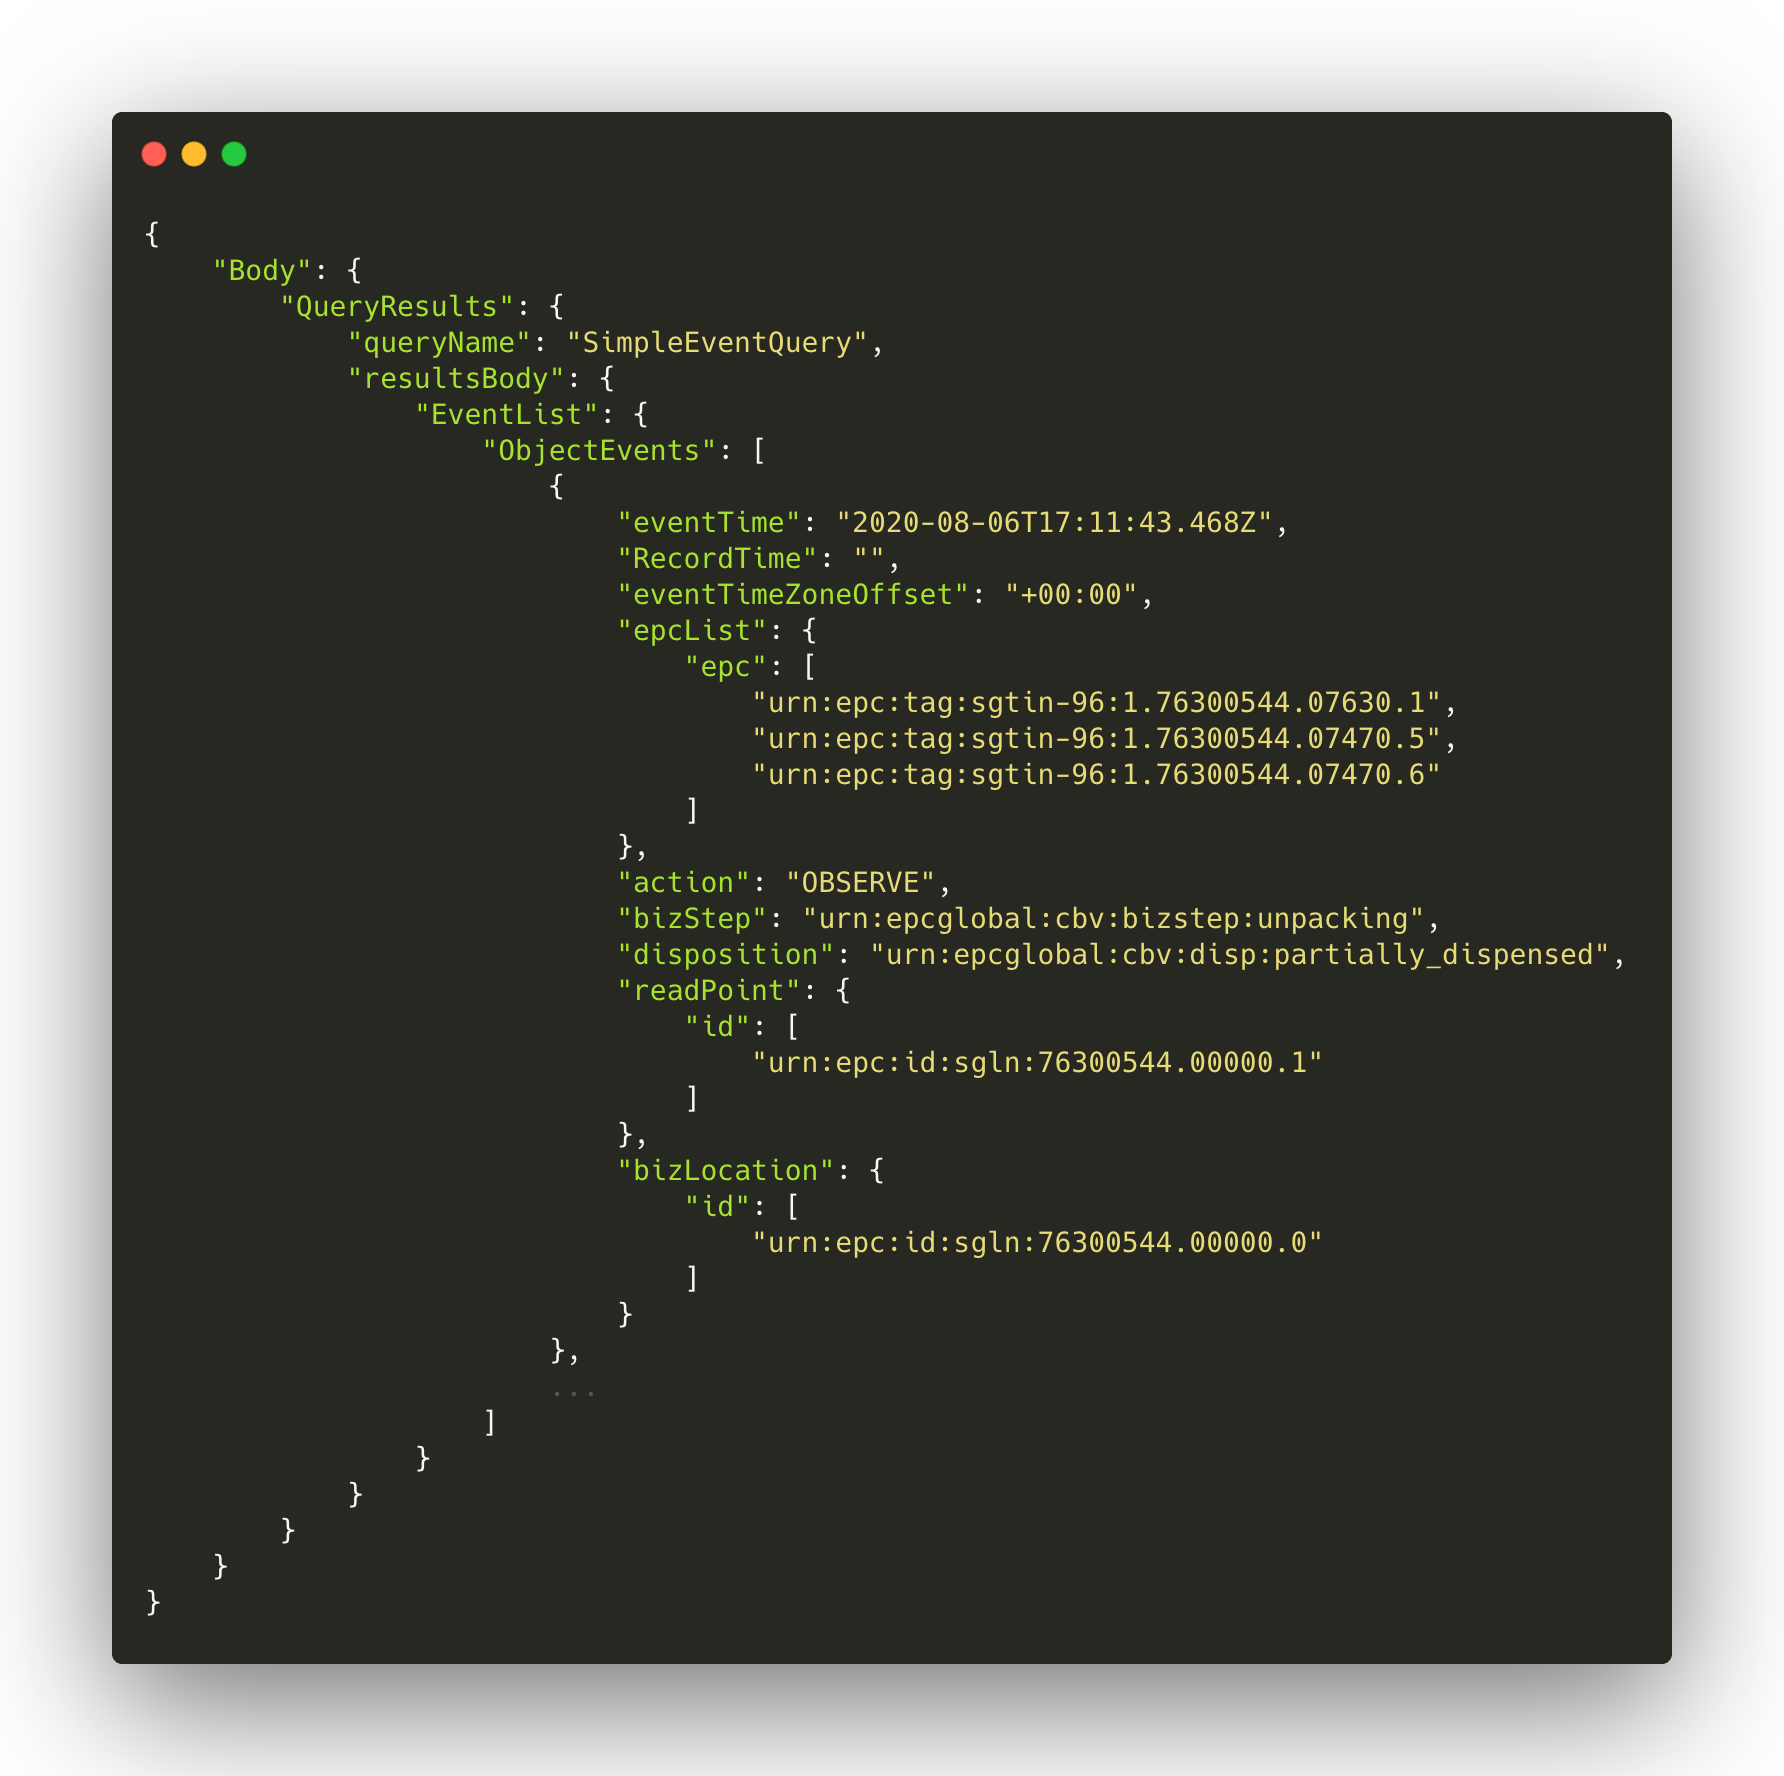 {
    "Body": {
        "QueryResults": {
            "queryName": "SimpleEventQuery",
            "resultsBody": {
                "EventList": {
                    "ObjectEvents": [
                        {
                            "eventTime": "2020-08-06T17:11:43.468Z",
                            "RecordTime": "",
                            "eventTimeZoneOffset": "+00:00",
                            "epcList": {
                                "epc": [
                                    "urn:epc:tag:sgtin-96:1.76300544.07630.1",
                                    "urn:epc:tag:sgtin-96:1.76300544.07470.5",
                                    "urn:epc:tag:sgtin-96:1.76300544.07470.6"
                                ]
                            },
                            "action": "OBSERVE",
                            "bizStep": "urn:epcglobal:cbv:bizstep:unpacking",
                            "disposition": "urn:epcglobal:cbv:disp:partially_dispensed",
                            "readPoint": {
                                "id": [
                                    "urn:epc:id:sgln:76300544.00000.1"
                                ]
                            },
                            "bizLocation": {
                                "id": [
                                    "urn:epc:id:sgln:76300544.00000.0"
                                ]
                            }
                        },
                        ...
                    ]
                }
            }
        }
    }
}